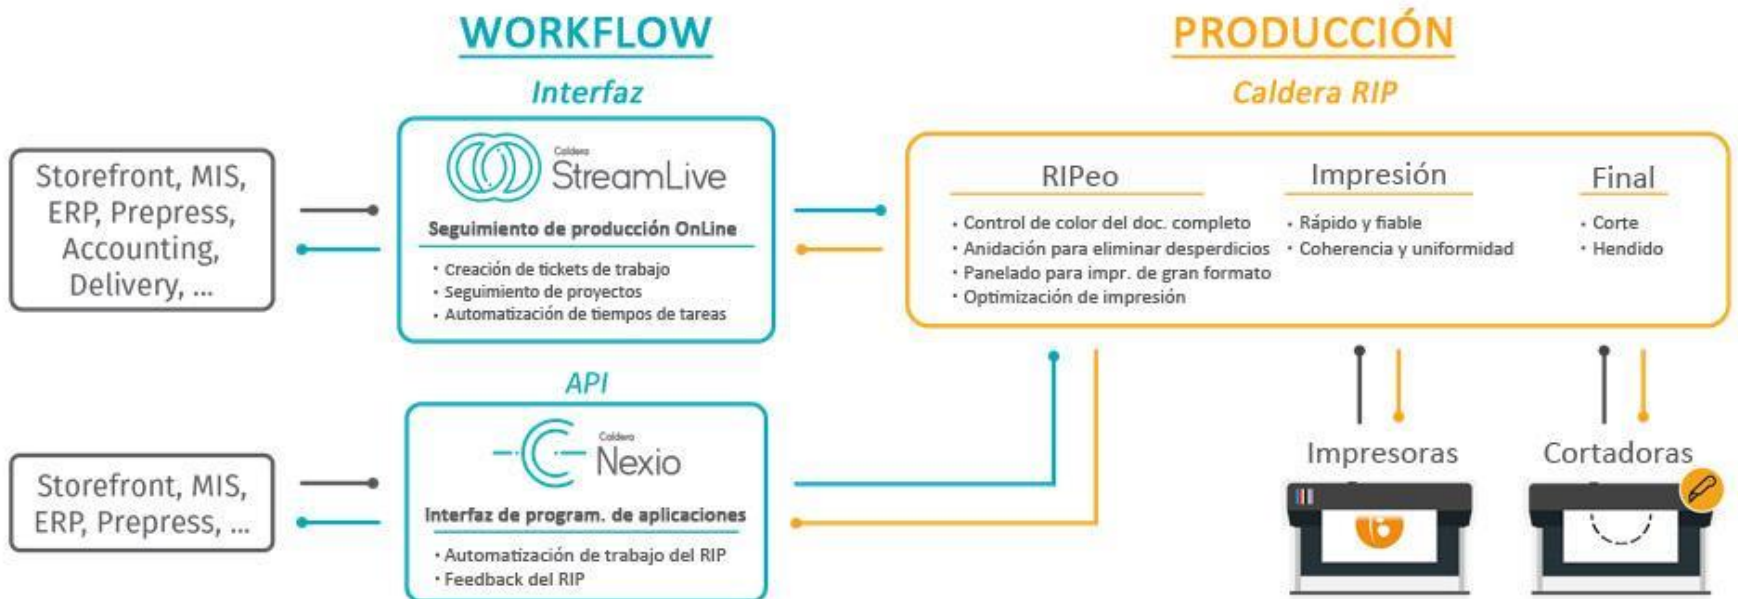 WORKFLOW
Interfaz
Storefront, MIS,
ERP, Prepress,
Accounting,
Delivery, ...
Caldera
StreamLive
Seguimiento de producción OnLine
• Creación de tickets de trabajo
• Seguimiento de proyectos
• Automatización de tiempos de tareas
API
Storefront, MIS,
ERP, Prepress, ...
Caldera
Nexio
Interfaz de program. de aplicaciones
• Automatización de trabajo del RIP
• Feedback del RIP
PRODUCCIÓN
Caldera RIP
RIPeo
• Control de color del doc. completo
• Anidación para eliminar desperdicios
• Panelado para impr. de gran formato
• Optimización de impresión
Impresión
• Rápido y fiable
• Coherencia y uniformidad
Final
• Corte
• Hendido
Impresoras
Cortadoras